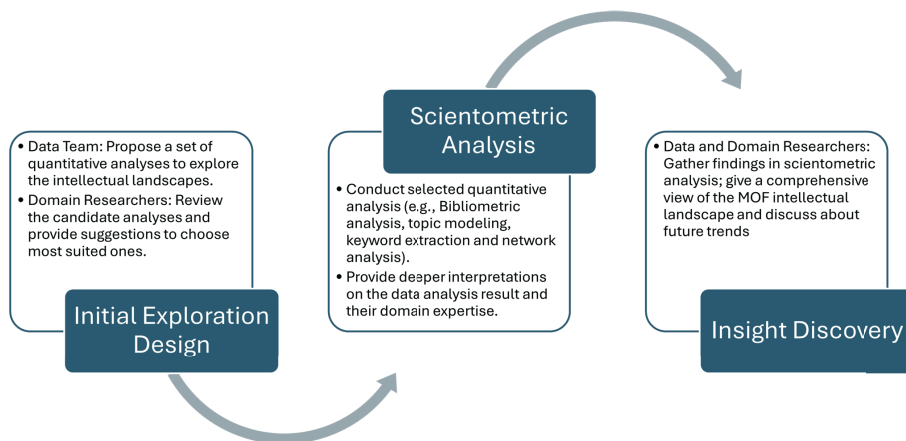 • Data Team: Propose a set of
quantitative analyses to explore
the intellectual landscapes.
• Domain Researchers: Review
the candidate analyses and
provide suggestions to choose
most suited ones.
Initial Exploration
Design
Scientometric
Analysis
• Conduct selected quantitative
analysis (e.g., Bibliometric
analysis, topic modeling,
keyword extraction and network
analysis).
• Provide deeper interpretations
on the data analysis result and
their domain expertise.
• Data and Domain Researchers:
Gather findings in scientometric
analysis; give a comprehensive
view of the MOF intellectual
landscape and discuss about
future trends
Insight Discovery